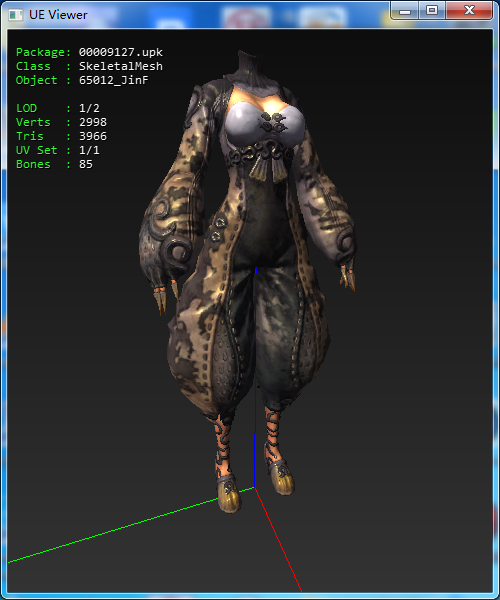 UE Viewer
Package: 00009127.upk
Class : SkeletalMesh
Object : 65012_JinF
LOD : 1/2
Verts : 2998
Tris : 3966
UV Set : 1/1
Bones : 85